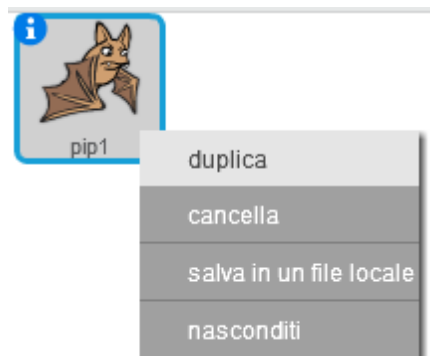 i
pip1
duplica
cancella
salva in un file locale
nasconditi